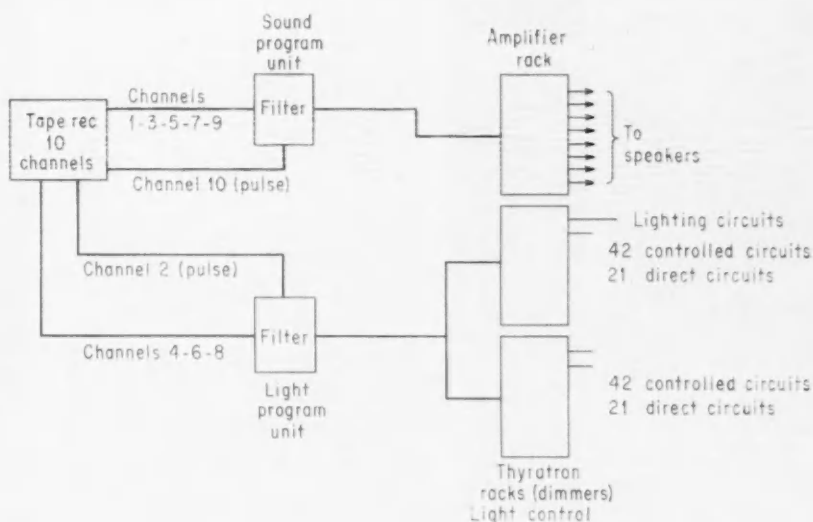 Sound
program
unit
Amplifier
rack
Channels
1-3-5-7-9
Filter
Tape rec
10
channels
To
speakers
Channel 10 (pulse)
Lighting circuits
42 controlled circuits
21 direct circuits
Channel 2 (pulse)
Filter
Channels 4-6-8
Light
program
unit
42 controlled circuits
21 direct circuits
Thyratron
racks (dimmers)
Light control